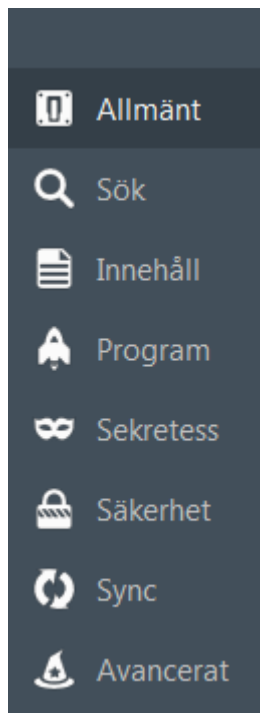 Allmänt
Sök
Innehåll
Program
Sekretess
Säkerhet
Sync
Avancerat